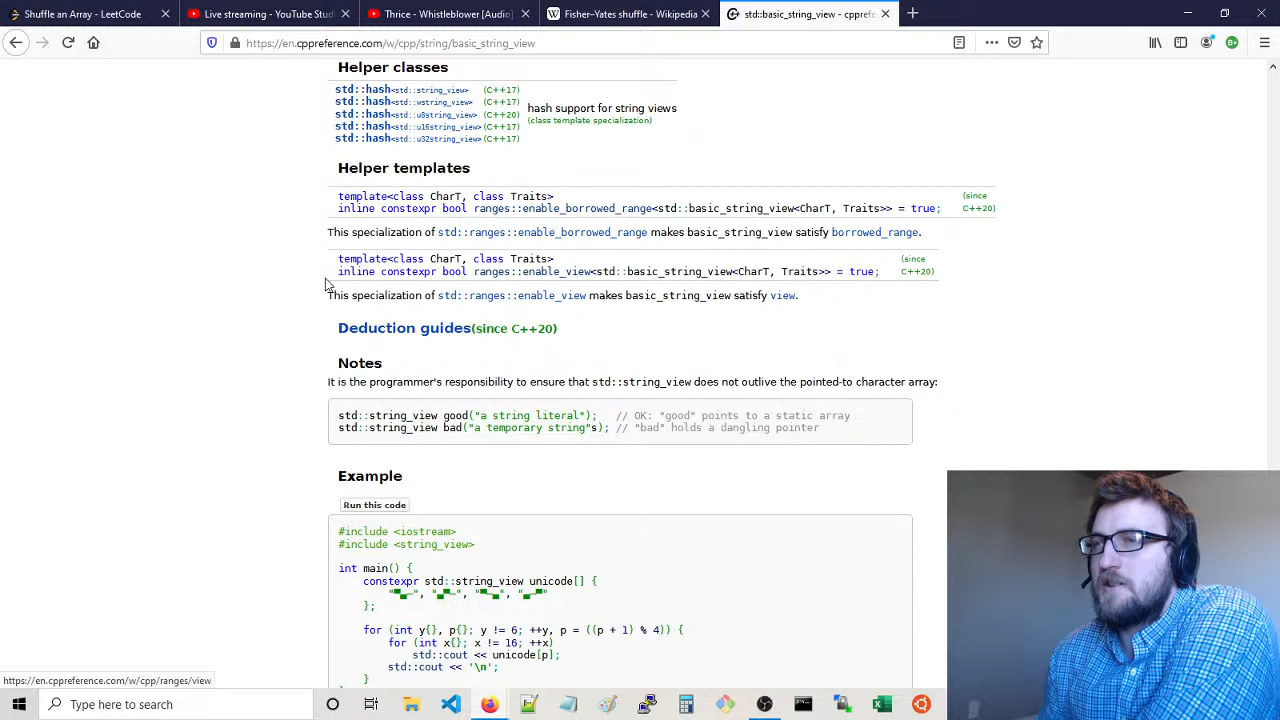 Shuffle an Array - LeetCode
Live streaming - YouTube Studi
Thrice - Whistleblower [Audio]
Fisher–Yates shuffle - Wikipedia
std::basic_string_view - cppref
https://en.cppreference.com/w/cpp/string/basic_string_view
Helper classes
std::hash<std::string_view> (C++17)
std::hash<std::wstring_view> (C++17)
std::hash<std::u8string_view> (C++20)
std::hash<std::u16string_view> (C++17)
std::hash<std::u32string_view> (C++17)
hash support for string views
(class template specialization)
Helper templates
template<class CharT, class Traits>
inline constexpr bool ranges::enable_borrowed_range<std::basic_string_view<CharT, Traits>> = true;
(since C++20)
This specialization of std::ranges::enable_borrowed_range makes basic_string_view satisfy borrowed_range.
template<class CharT, class Traits>
inline constexpr bool ranges::enable_view<std::basic_string_view<CharT, Traits>> = true;
(since C++20)
This specialization of std::ranges::enable_view makes basic_string_view satisfy view.
Deduction guides(since C++20)
Notes
It is the programmer's responsibility to ensure that std::string_view does not outlive the pointed-to character array:
std::string_view good("a string literal"); // OK: "good" points to a static array
std::string_view bad("a temporary string"s); // "bad" holds a dangling pointer
Example
Run this code
#include <iostream>
#include <string_view>
int main() {
constexpr std::string_view unicode[] {
"▀▄─", "▄▀─", "▀─▄", "▄─▀"
};
for (int y{}, p{}; y != 6; ++y, p = ((p + 1) % 4)) {
for (int x{}; x != 16; ++x)
std::cout << unicode[p];
std::cout << '\n';
}
https://en.cppreference.com/w/cpp/ranges/view
Type here to search